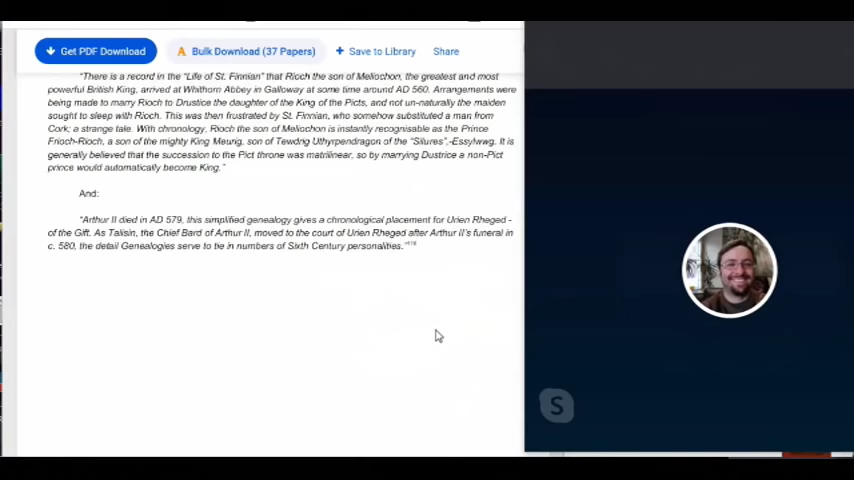 Get PDF Download
A Bulk Download (37 Papers)
+ Save to Library
Share
"There is a record in the "Life of St. Finnian" that Rioch the son of Meliochon, the greatest and most
powerful British King, arrived at Whithorn Abbey in Galloway at some time around AD 560. Arrangements were
being made to marry Rioch to Drustice the daughter of the King of the Picts, and not un-naturally the maiden
sought to sleep with Rioch. This was then frustrated by St. Finnian, who somehow substituted a man from
Cork; a strange tale. With chronology, Rioch the son of Meliochon is instantly recognisable as the Prince
Frioch-Rioch, a son of the mighty King Meurig, son of Tewdrig Uthyrpendragon of the "Silures",-Essylwwg. It is
generally believed that the succession to the Pict throne was matrilinear, so by marrying Dustrice a non-Pict
prince would automatically become King."
And:
"Arthur II died in AD 579, this simplified genealogy gives a chronological placement for Urien Rheged -
of the Gift. As Talisin, the Chief Bard of Arthur II, moved to the court of Urien Rheged after Arthur II's funeral in
c. 580, the detail Genealogies serve to tie in numbers of Sixth Century personalities."
S